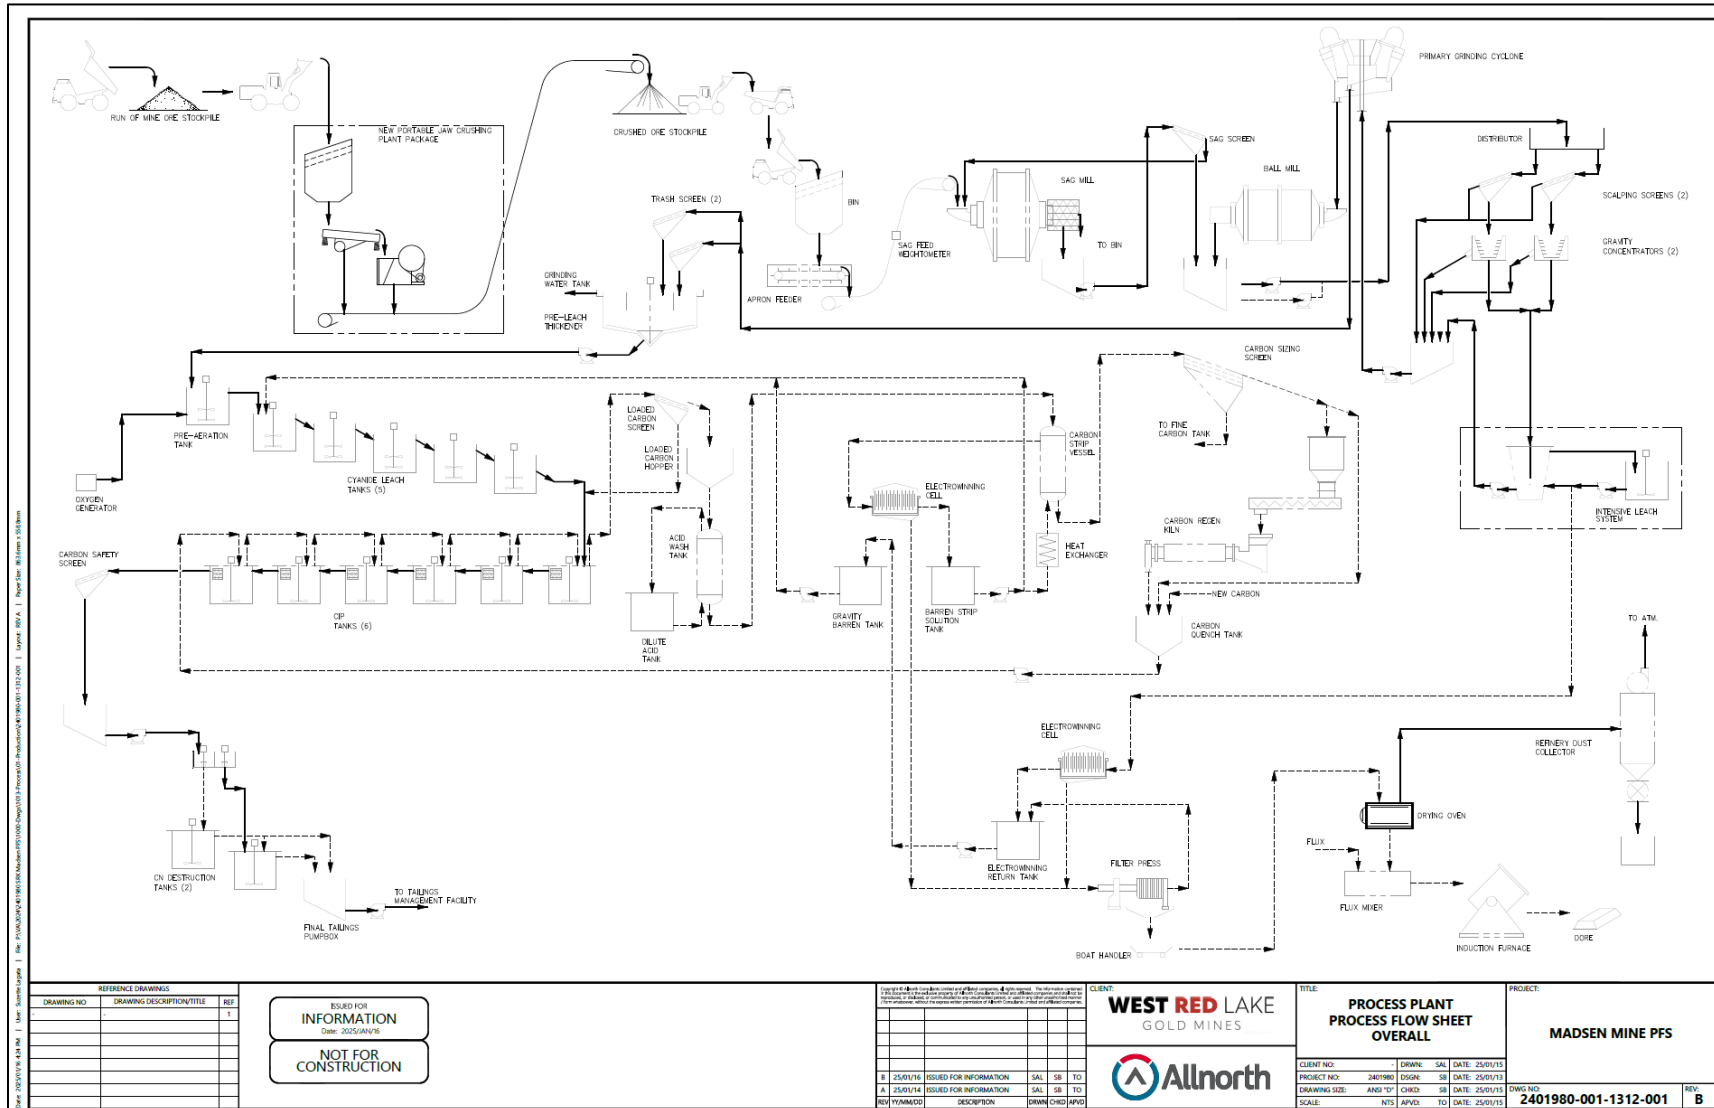 RUN OF MINE ORE STOCKPILE
NEW PORTABLE JAW CRUSHING
PLANT PACKAGE
CRUSHED ORE STOCKPILE
PRIMARY GRINDING CYCLONE
SAG SCREEN
DISTRIBUTOR
BALL MILL
SAG MILL
SCALPING SCREENS (2)
TRASH SCREEN (2)
BIN
SAG FEED
WEIGHTOMETER
TO BIN
GRAVITY
CONCENTRATORS (2)
GRINDING
WATER TANK
APRON FEEDER
PRE-LEACH
THICKENER
CARBON SIZING
SCREEN
LOADED
CARBON
SCREEN
TO FINE
CARBON TANK
CARBON
STRIP
VESSEL
PRE-AERATION
TANK
LOADED
CARBON
HOPPER
CYANIDE LEACH
TANKS (5)
ELECTROWINNING
CELL
OXYGEN
GENERATOR
INTENSIVE LEACH
SYSTEM
CARBON REGEN
KILN
ACID
WASH
TANK
HEAT
EXCHANGER
CARBON SAFETY
SCREEN
NEW CARBON
CIP
TANKS (6)
GRAVITY
BARREN TANK
BARREN STRIP
SOLUTION
TANK
CARBON
QUENCH TANK
DILUTE
ACID
TANK
TO ATM.
ELECTROWINNING
CELL
REFINERY DUST
COLLECTOR
DRYING OVEN
FLUX
CN DESTRUCTION
TANKS (2)
ELECTROWINNING
RETURN TANK
FILTER PRESS
TO TAILINGS
MANAGEMENT FACILITY
FLUX MIXER
FINAL TAILINGS
PUMPBOX
BOAT HANDLER
INDUCTION FURNACE
DORE
REFERENCE DRAWINGS
DRAWING NO DRAWING DESCRIPTION/TITLE REF
- - 1
ISSUED FOR
INFORMATION
Date: 2025/JAN/16
NOT FOR
CONSTRUCTION
B 25/01/16 ISSUED FOR INFORMATION SAL SB TO
A 25/01/14 ISSUED FOR INFORMATION SAL SB TO
REV YY/MM/DD DESCRIPTION DRWN CHKD APVD
CLIENT:
WEST RED LAKE
GOLD MINES
Allnorth
TITLE:
PROCESS PLANT
PROCESS FLOW SHEET
OVERALL
CLIENT NO: - DRWN: SAL DATE: 25/01/15
PROJECT NO: 2401980 DSGN: SB DATE: 25/01/13
DRAWING SIZE: ANSI "D" CHKD: SB DATE: 25/01/15
SCALE: NTS APVD: TO DATE: 25/01/15
PROJECT:
MADSEN MINE PFS
DWG NO: REV:
2401980-001-1312-001 B